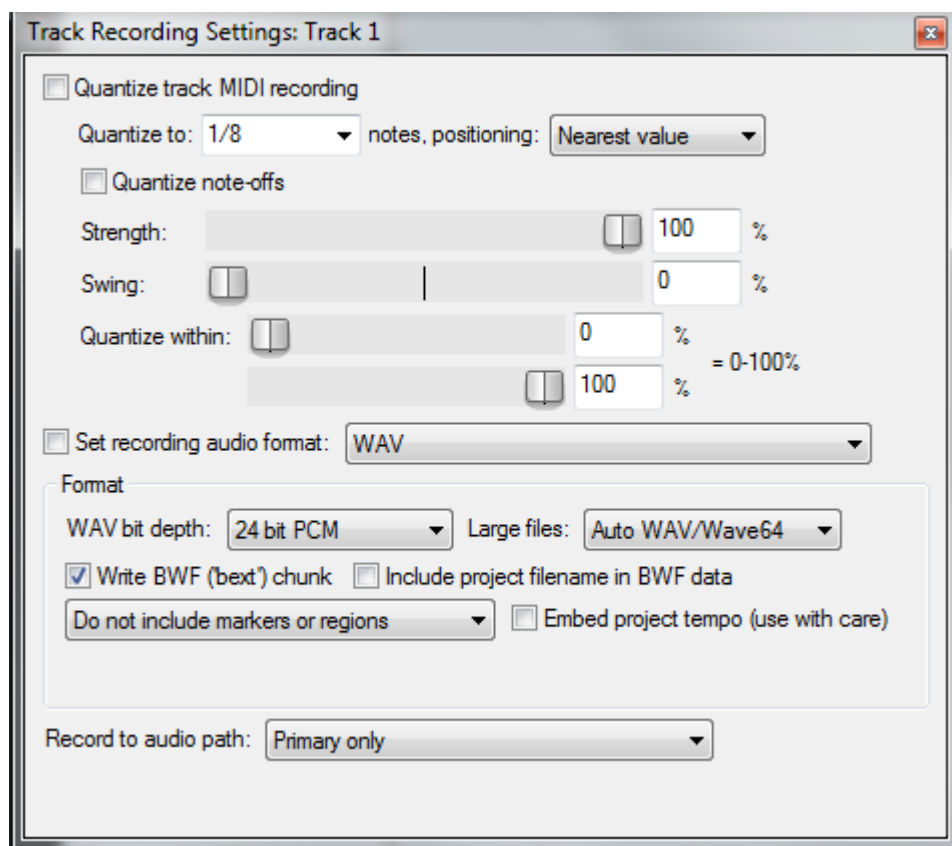 Track Recording Settings: Track 1
Quantize track MIDI recording
Quantize to: 1/8 notes, positioning: Nearest value
Quantize note-offs
Strength: 100 %
Swing: 0 %
Quantize within: 0 %
= 0-100%
100 %
Set recording audio format: WAV
Format
WAV bit depth: 24 bit PCM Large files: Auto WAV/Wave64
Write BWF ('bext') chunk Include project filename in BWF data
Do not include markers or regions Embed project tempo (use with care)
Record to audio path: Primary only